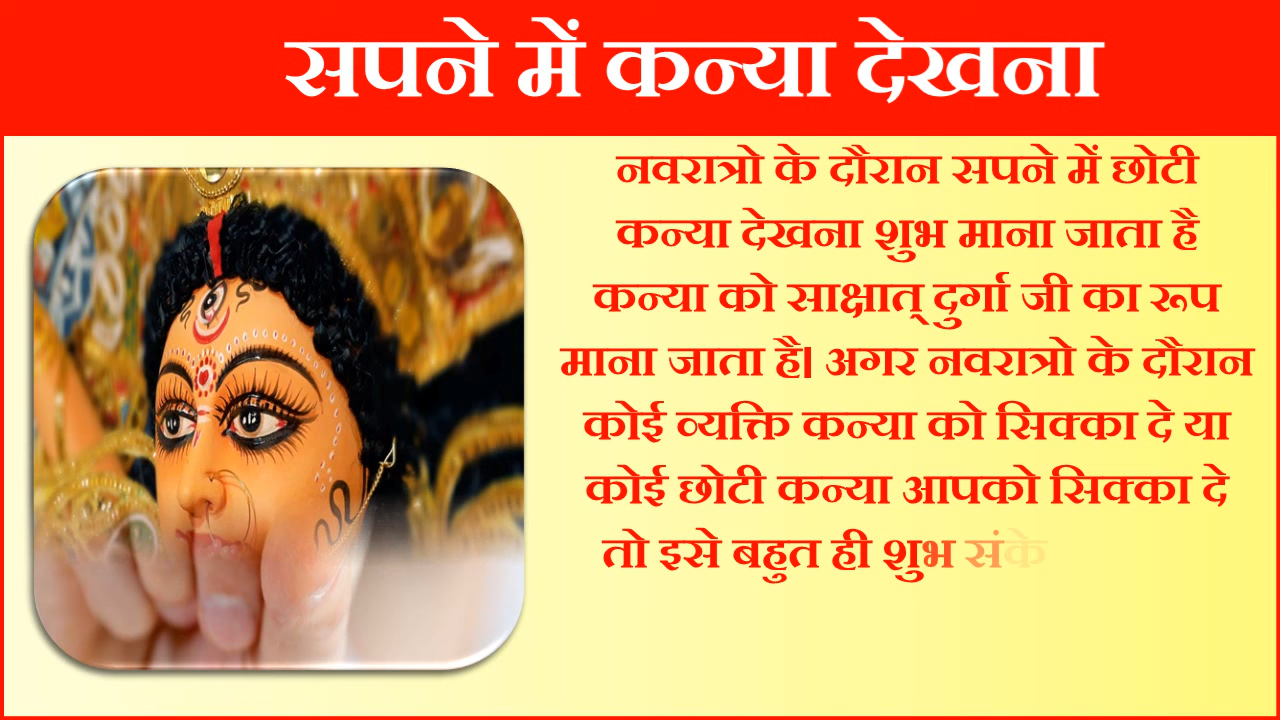 सपने में कन्या देखना
नवरात्रो के दौरान सपने में छोटी
कन्या देखना शुभ माना जाता है
कन्या को साक्षात् दुर्गा जी का रूप
माना जाता है। अगर नवरात्रो के दौरान
कोई व्यक्ति कन्या को सिक्का दे या
कोई छोटी कन्या आपको सिक्का दे
तो इसे बहुत ही शुभ संके